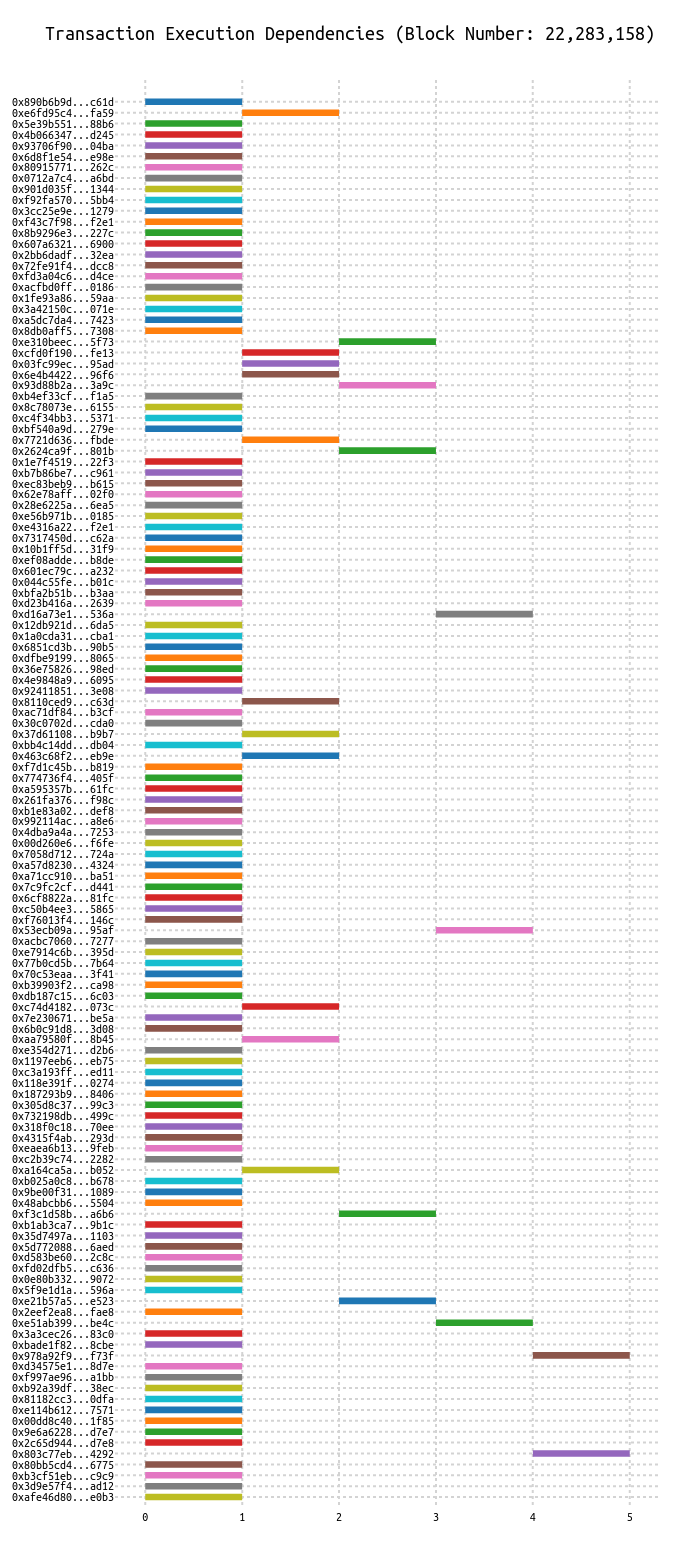 Transaction Execution Dependencies (Block Number: 22,283,158)
0x890b6b9d...c61d
0xe6fd95c4...fa59
0x5e39b551...88b6
0x4b066347...d245
0x93706f90...04ba
0x6d8f1e54...e98e
0x80915771...262c
0x0712a7c4...a6bd
0x901d035f...1344
0xf92fa570...5bb4
0x3cc25e9e...1279
0xf43c7f98...f2e1
0x8b9296e3...227c
0x607a6321...6900
0x2bb6dadf...32ea
0x72fe91f4...dcc8
0xfd3a04c6...d4ce
0xacfbd0ff...0186
0x1fe93a86...59aa
0x3a42150c...071e
0xa5dc7da4...7423
0x8db0aff5...7308
0xe310beec...5f73
0xcfd0f190...fe13
0x03fc99ec...95ad
0x6e4b4422...96f6
0x93d88b2a...3a9c
0xb4ef33cf...f1a5
0x8c78073e...6155
0xc4f34bb3...5371
0xbf540a9d...279e
0x7721d636...fbde
0x2624ca9f...801b
0x1e7f4519...22f3
0xb7b86be7...c961
0xec83beb9...b615
0x62e78aff...02f0
0x28e6225a...6ea5
0xe56b971b...0185
0xe4316a22...f2e1
0x7317450d...c62a
0x10b1ff5d...31f9
0xef08adde...b8de
0x601ec79c...a232
0x044c55fe...b01c
0xbfa2b51b...b3aa
0xd23b416a...2639
0xd16a73e1...536a
0x12db921d...6da5
0x1a0cda31...cba1
0x6851cd3b...90b5
0xdfbe9199...8065
0x36e75826...98ed
0x4e9848a9...6095
0x92411851...3e08
0x8110ced9...c63d
0xac71df84...b3cf
0x30c0702d...cda0
0x37d61108...b9b7
0xbb4c14dd...db04
0x463c68f2...eb9e
0xf7d1c45b...b819
0x774736f4...405f
0xa595357b...61fc
0x261fa376...f98c
0xb1e83a02...def8
0x992114ac...a8e6
0x4dba9a4a...7253
0x00d260e6...f6fe
0x7058d712...724a
0xa57d8230...4324
0xa71cc910...ba51
0x7c9fc2cf...d441
0x6cf8822a...81fc
0xc50b4ee3...5865
0xf76013f4...146c
0x53ecb09a...95af
0xacbc7060...7277
0xe7914c6b...395d
0x77b0cd5b...7b64
0x70c53eaa...3f41
0xb39903f2...ca98
0xdb187c15...6c03
0xc74d4182...073c
0x7e230671...be5a
0x6b0c91d8...3d08
0xaa79580f...8b45
0xe354d271...d2b6
0x1197eeb6...eb75
0xc3a193ff...ed11
0x118e391f...0274
0x187293b9...8406
0x305d8c37...99c3
0x732198db...499c
0x318f0c18...70ee
0x4315f4ab...293d
0xeaea6b13...9feb
0xc2b39c74...2282
0xa164ca5a...b052
0xb025a0c8...b678
0x9be00f31...1089
0x48abcbb6...5504
0xf3c1d58b...a6b6
0xb1ab3ca7...9b1c
0x35d7497a...1103
0x5d772088...6aed
0xd583be60...2c8c
0xfd02dfb5...c636
0x0e80b332...9072
0x5f9e1d1a...596a
0xe21b57a5...e523
0x2eef2ea8...fae8
0xe51ab399...be4c
0x3a3cec26...83c0
0xbade1f82...8cbe
0x978a92f9...f73f
0xd34575e1...8d7e
0xf997ae96...a1bb
0xb92a39df...38ec
0x81182cc3...0dfa
0xe114b612...7571
0x00dd8c40...1f85
0x9e6a6228...d7e7
0x2c65d944...d7e8
0x803c77eb...4292
0x80bb5cd4...6775
0xb3cf51eb...c9c9
0x3d9e57f4...ad12
0xafe46d80...e0b3
0 1 2 3 4 5